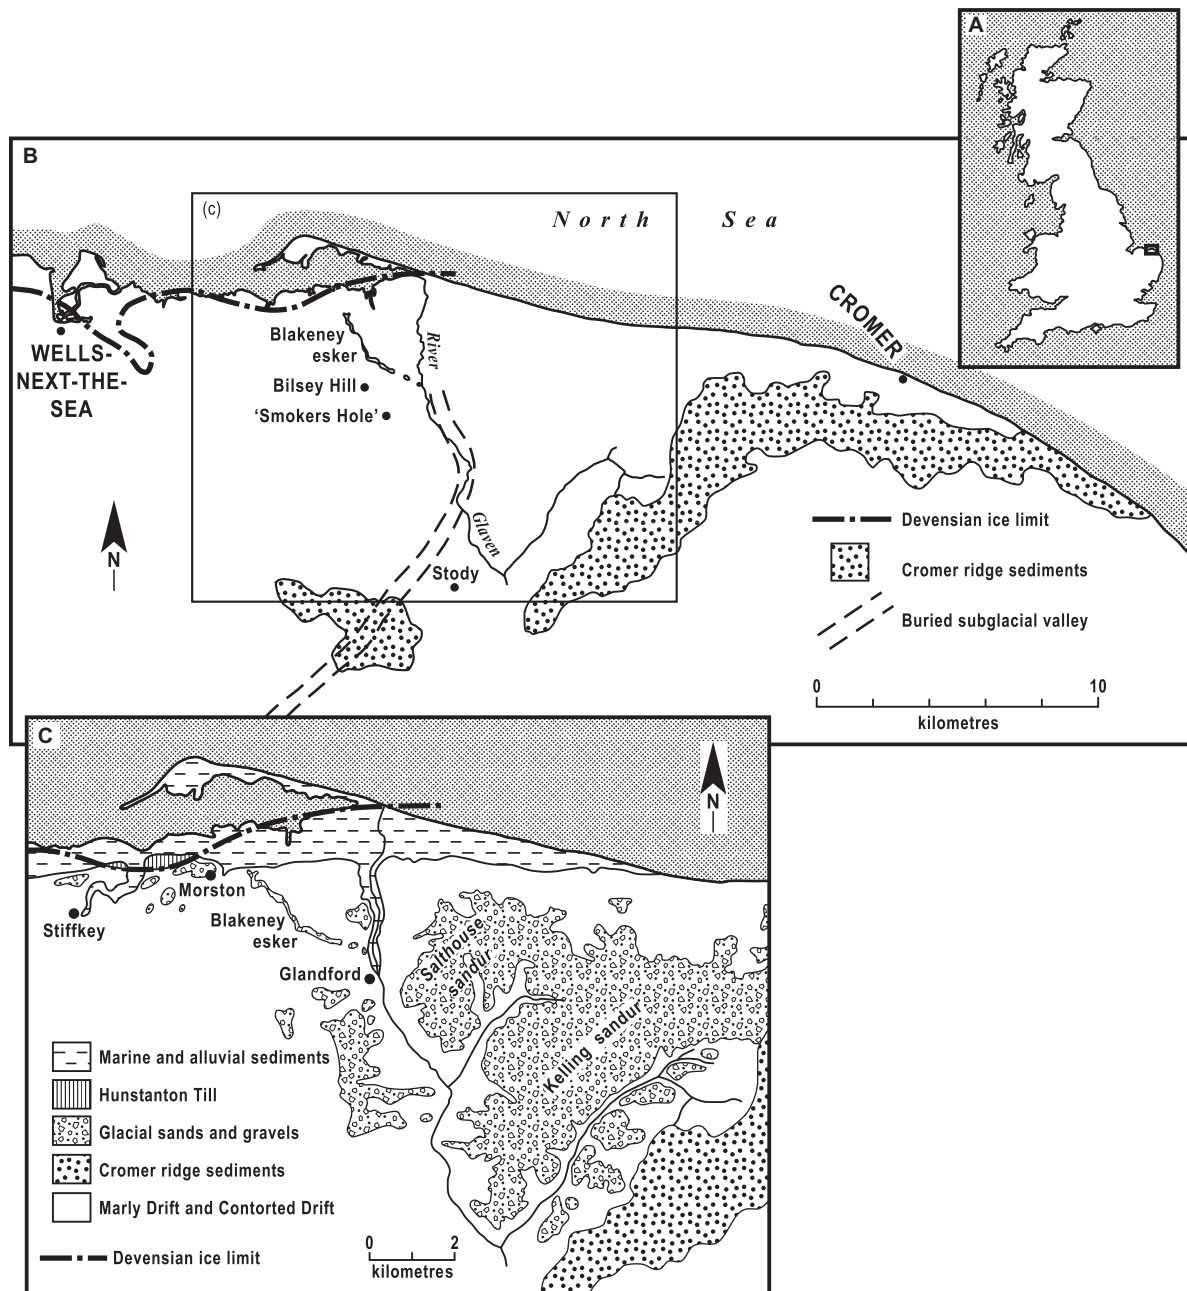 A
B
(c)
North Sea
CROMER
WELLS-
NEXT-THE-
SEA
Blakeney
esker
River
Bilsey Hill
‘Smokers Hole’
Glaven
Stody
N
Devensian ice limit
Cromer ridge sediments
Buried subglacial valley
0 10
kilometres
C
N
Morston
Stiffkey
Blakeney
esker
Glandford
Salthouse
sandur
Kelling sandur
Marine and alluvial sediments
Hunstanton Till
Glacial sands and gravels
Cromer ridge sediments
Marly Drift and Contorted Drift
Devensian ice limit
0 2
kilometres